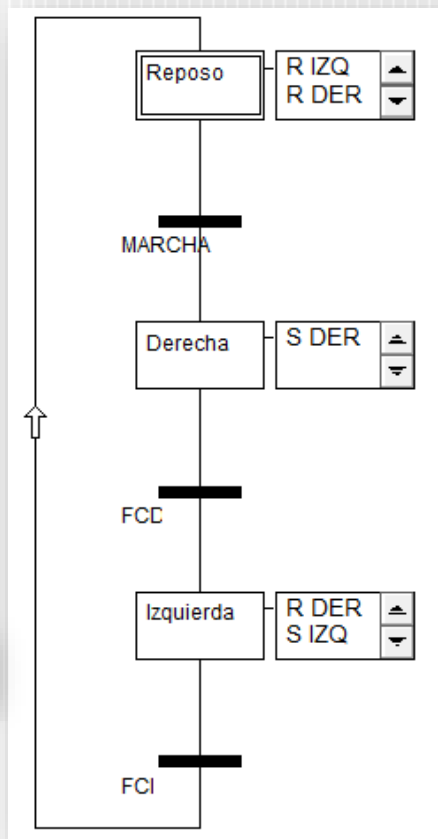 Reposo
R IZQ
R DER
MARCHA
Derecha
S DER
FCD
Izquierda
R DER
S IZQ
FCI